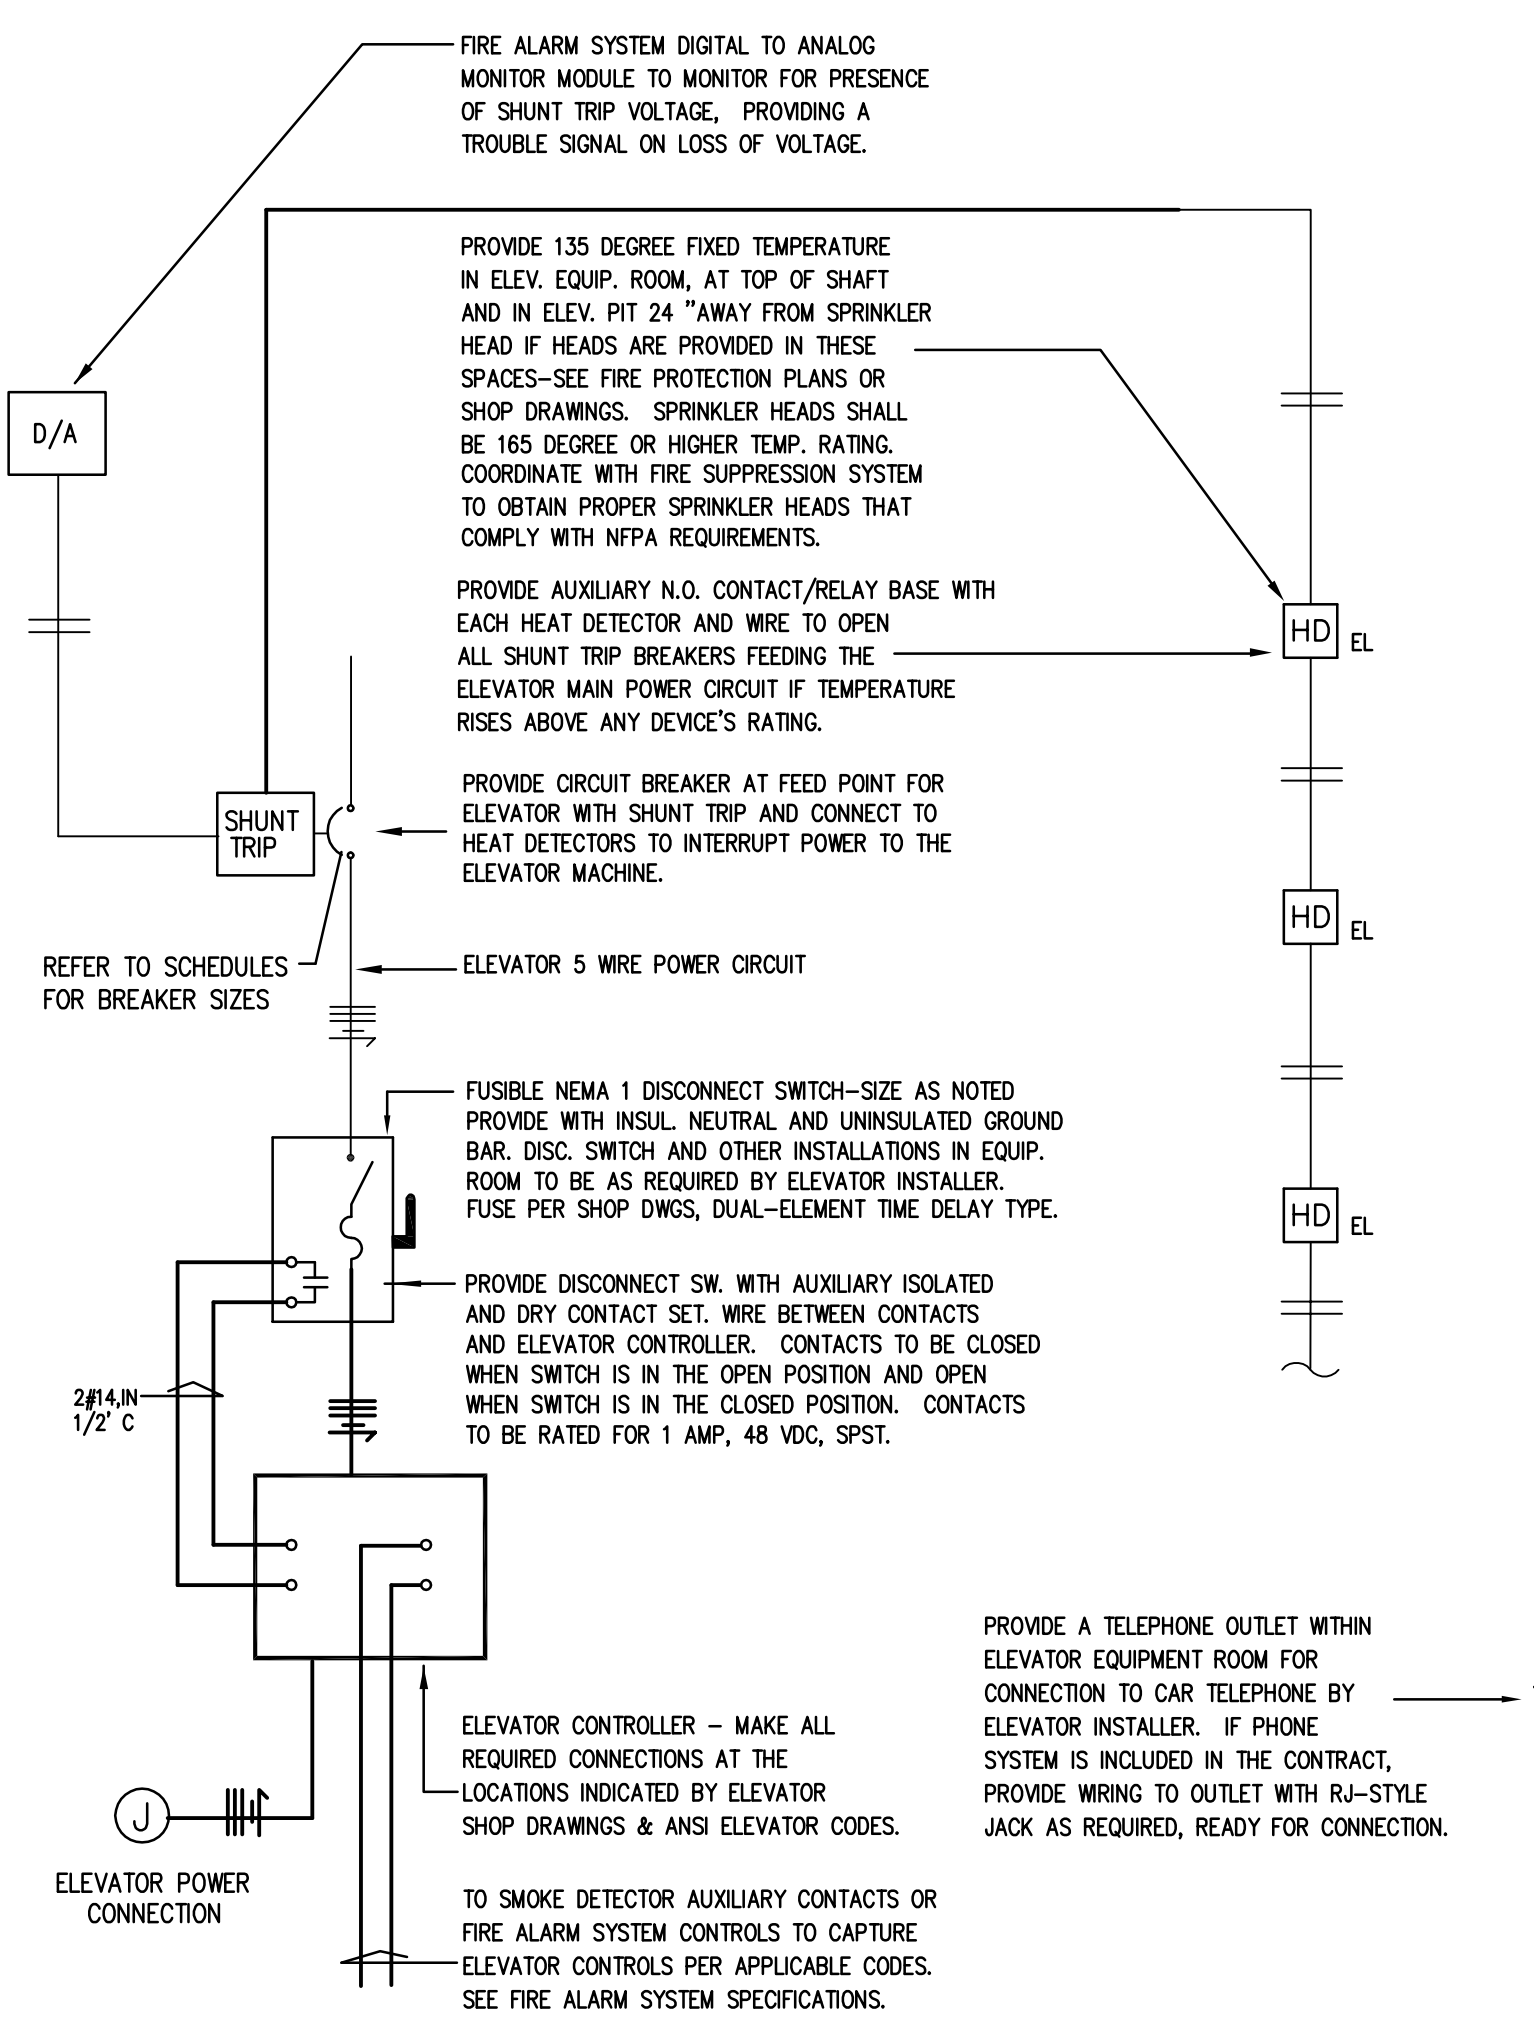 FIRE ALARM SYSTEM DIGITAL TO ANALOG
MONITOR MODULE TO MONITOR FOR PRESENCE
OF SHUNT TRIP VOLTAGE, PROVIDING A
TROUBLE SIGNAL ON LOSS OF VOLTAGE.
PROVIDE 135 DEGREE FIXED TEMPERATURE
IN ELEV. EQUIP. ROOM, AT TOP OF SHAFT
AND IN ELEV. PIT 24 "AWAY FROM SPRINKLER
HEAD IF HEADS ARE PROVIDED IN THESE
SPACES-SEE FIRE PROTECTION PLANS OR
SHOP DRAWINGS. SPRINKLER HEADS SHALL
BE 165 DEGREE OR HIGHER TEMP. RATING.
COORDINATE WITH FIRE SUPPRESSION SYSTEM
TO OBTAIN PROPER SPRINKLER HEADS THAT
COMPLY WITH NFPA REQUIREMENTS.
D/A
PROVIDE AUXILIARY N.O. CONTACT/RELAY BASE WITH
EACH HEAT DETECTOR AND WIRE TO OPEN
ALL SHUNT TRIP BREAKERS FEEDING THE
ELEVATOR MAIN POWER CIRCUIT IF TEMPERATURE
RISES ABOVE ANY DEVICE'S RATING.
HD EL
PROVIDE CIRCUIT BREAKER AT FEED POINT FOR
ELEVATOR WITH SHUNT TRIP AND CONNECT TO
HEAT DETECTORS TO INTERRUPT POWER TO THE
ELEVATOR MACHINE.
SHUNT
TRIP
HD EL
REFER TO SCHEDULES
FOR BREAKER SIZES
ELEVATOR 5 WIRE POWER CIRCUIT
FUSIBLE NEMA 1 DISCONNECT SWITCH-SIZE AS NOTED
PROVIDE WITH INSUL. NEUTRAL AND UNINSULATED GROUND
BAR. DISC. SWITCH AND OTHER INSTALLATIONS IN EQUIP.
ROOM TO BE AS REQUIRED BY ELEVATOR INSTALLER.
FUSE PER SHOP DWGS, DUAL-ELEMENT TIME DELAY TYPE.
HD EL
PROVIDE DISCONNECT SW. WITH AUXILIARY ISOLATED
AND DRY CONTACT SET. WIRE BETWEEN CONTACTS
AND ELEVATOR CONTROLLER. CONTACTS TO BE CLOSED
WHEN SWITCH IS IN THE OPEN POSITION AND OPEN
WHEN SWITCH IS IN THE CLOSED POSITION. CONTACTS
TO BE RATED FOR 1 AMP, 48 VDC, SPST.
2#14,IN
1/2' C
PROVIDE A TELEPHONE OUTLET WITHIN
ELEVATOR EQUIPMENT ROOM FOR
CONNECTION TO CAR TELEPHONE BY
ELEVATOR INSTALLER. IF PHONE
SYSTEM IS INCLUDED IN THE CONTRACT,
PROVIDE WIRING TO OUTLET WITH RJ-STYLE
JACK AS REQUIRED, READY FOR CONNECTION.
ELEVATOR CONTROLLER - MAKE ALL
REQUIRED CONNECTIONS AT THE
LOCATIONS INDICATED BY ELEVATOR
SHOP DRAWINGS & ANSI ELEVATOR CODES.
J
ELEVATOR POWER
CONNECTION
TO SMOKE DETECTOR AUXILIARY CONTACTS OR
FIRE ALARM SYSTEM CONTROLS TO CAPTURE
ELEVATOR CONTROLS PER APPLICABLE CODES.
SEE FIRE ALARM SYSTEM SPECIFICATIONS.